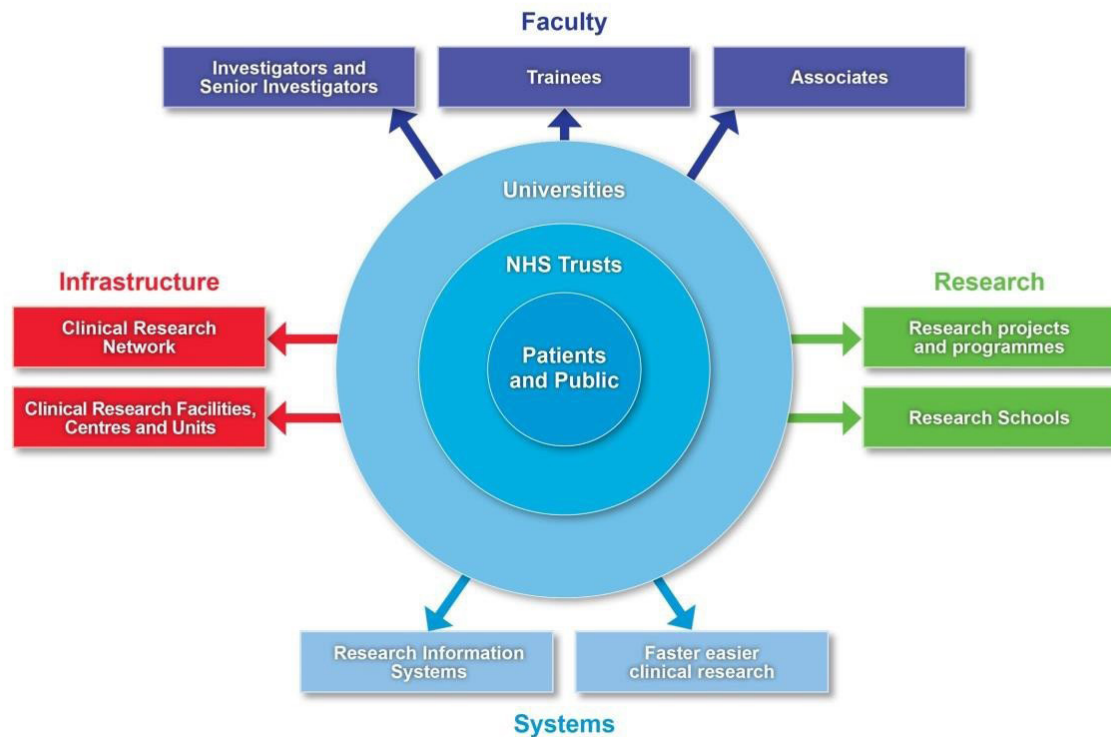 Faculty
Investigators and
Senior Investigators
Trainees
Associates
Universities
NHS Trusts
Patients
and Public
Infrastructure
Clinical Research
Network
Clinical Research Facilities,
Centres and Units
Research
Research projects
and programmes
Research Schools
Research Information
Systems
Faster easier
clinical research
Systems